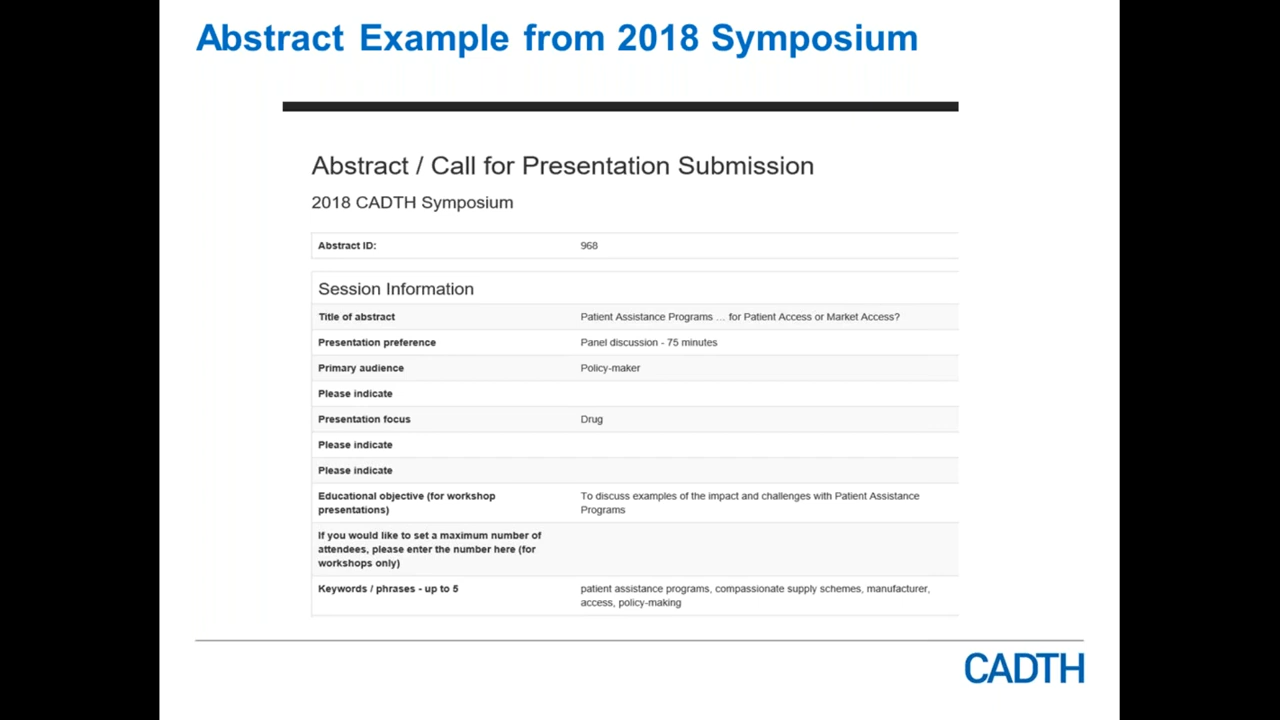 Abstract Example from 2018 Symposium
Abstract / Call for Presentation Submission
2018 CADTH Symposium
Abstract ID: 968
Session Information
Title of abstract Patient Assistance Programs ... for Patient Access or Market Access?
Presentation preference Panel discussion - 75 minutes
Primary audience Policy-maker
Please indicate
Presentation focus Drug
Please indicate
Please indicate
Educational objective (for workshop To discuss examples of the impact and challenges with Patient Assistance
presentations) Programs
If you would like to set a maximum number of
attendees, please enter the number here (for
workshops only)
Keywords / phrases - up to 5 patient assistance programs, compassionate supply schemes, manufacturer,
access, policy-making
CADTH